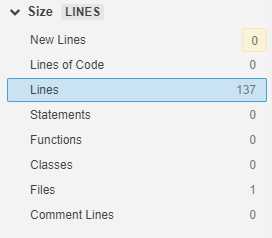 Size LINES
New Lines 0
Lines of Code 0
Lines 137
Statements 0
Functions 0
Classes 0
Files 1
Comment Lines 0